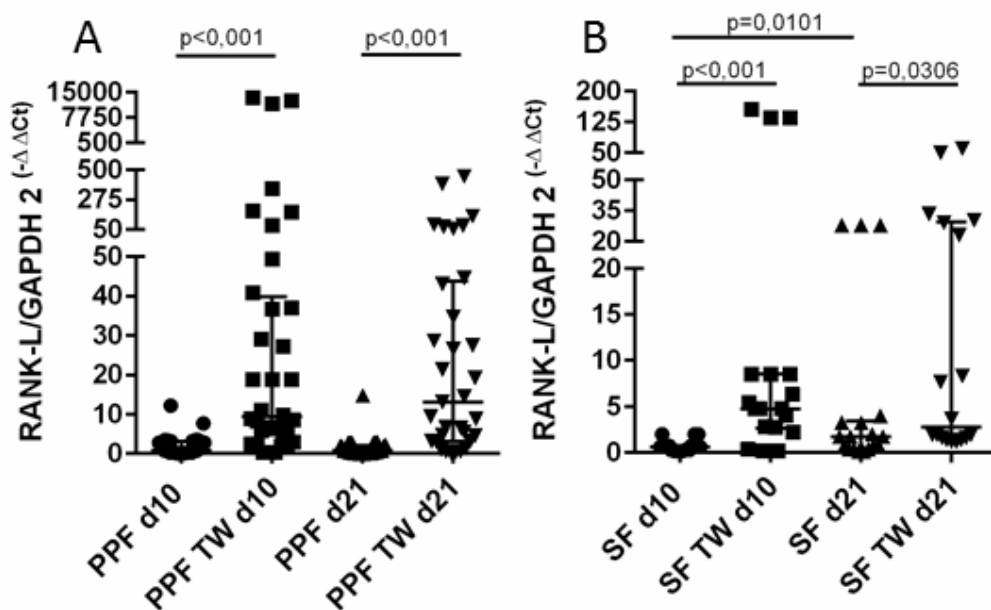 A
p<0,001
p<0,001
RANK-L/GAPDH 2 (-Δ ΔCt)
15000
7750
500
500
275
50
50
40
30
20
10
0
PPF d10
PPF TW d10
PPF d21
PPF TW d21
B
p=0,0101
p<0,001
p=0,0306
RANK-L/GAPDH 2 (-Δ ΔCt)
200
125
50
50
35
20
20
15
10
5
0
SF d10
SF TW d10
SF d21
SF TW d21